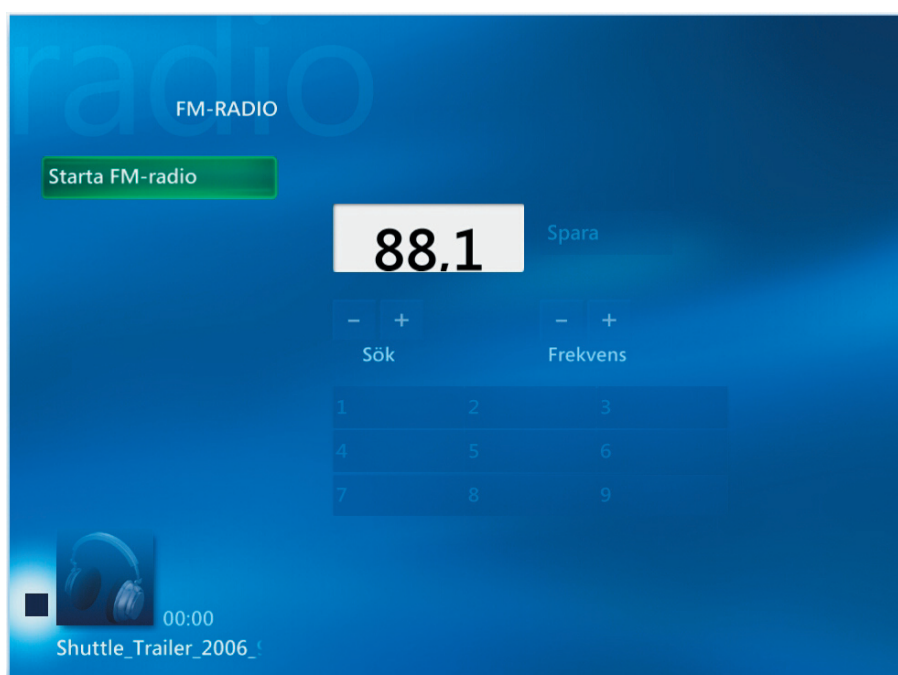 radio
FM-RADIO
Starta FM-radio
88,1
Spara
- +
- +
Sök
Frekvens
1 2 3
4 5 6
7 8 9
00:00
Shuttle_Trailer_2006_